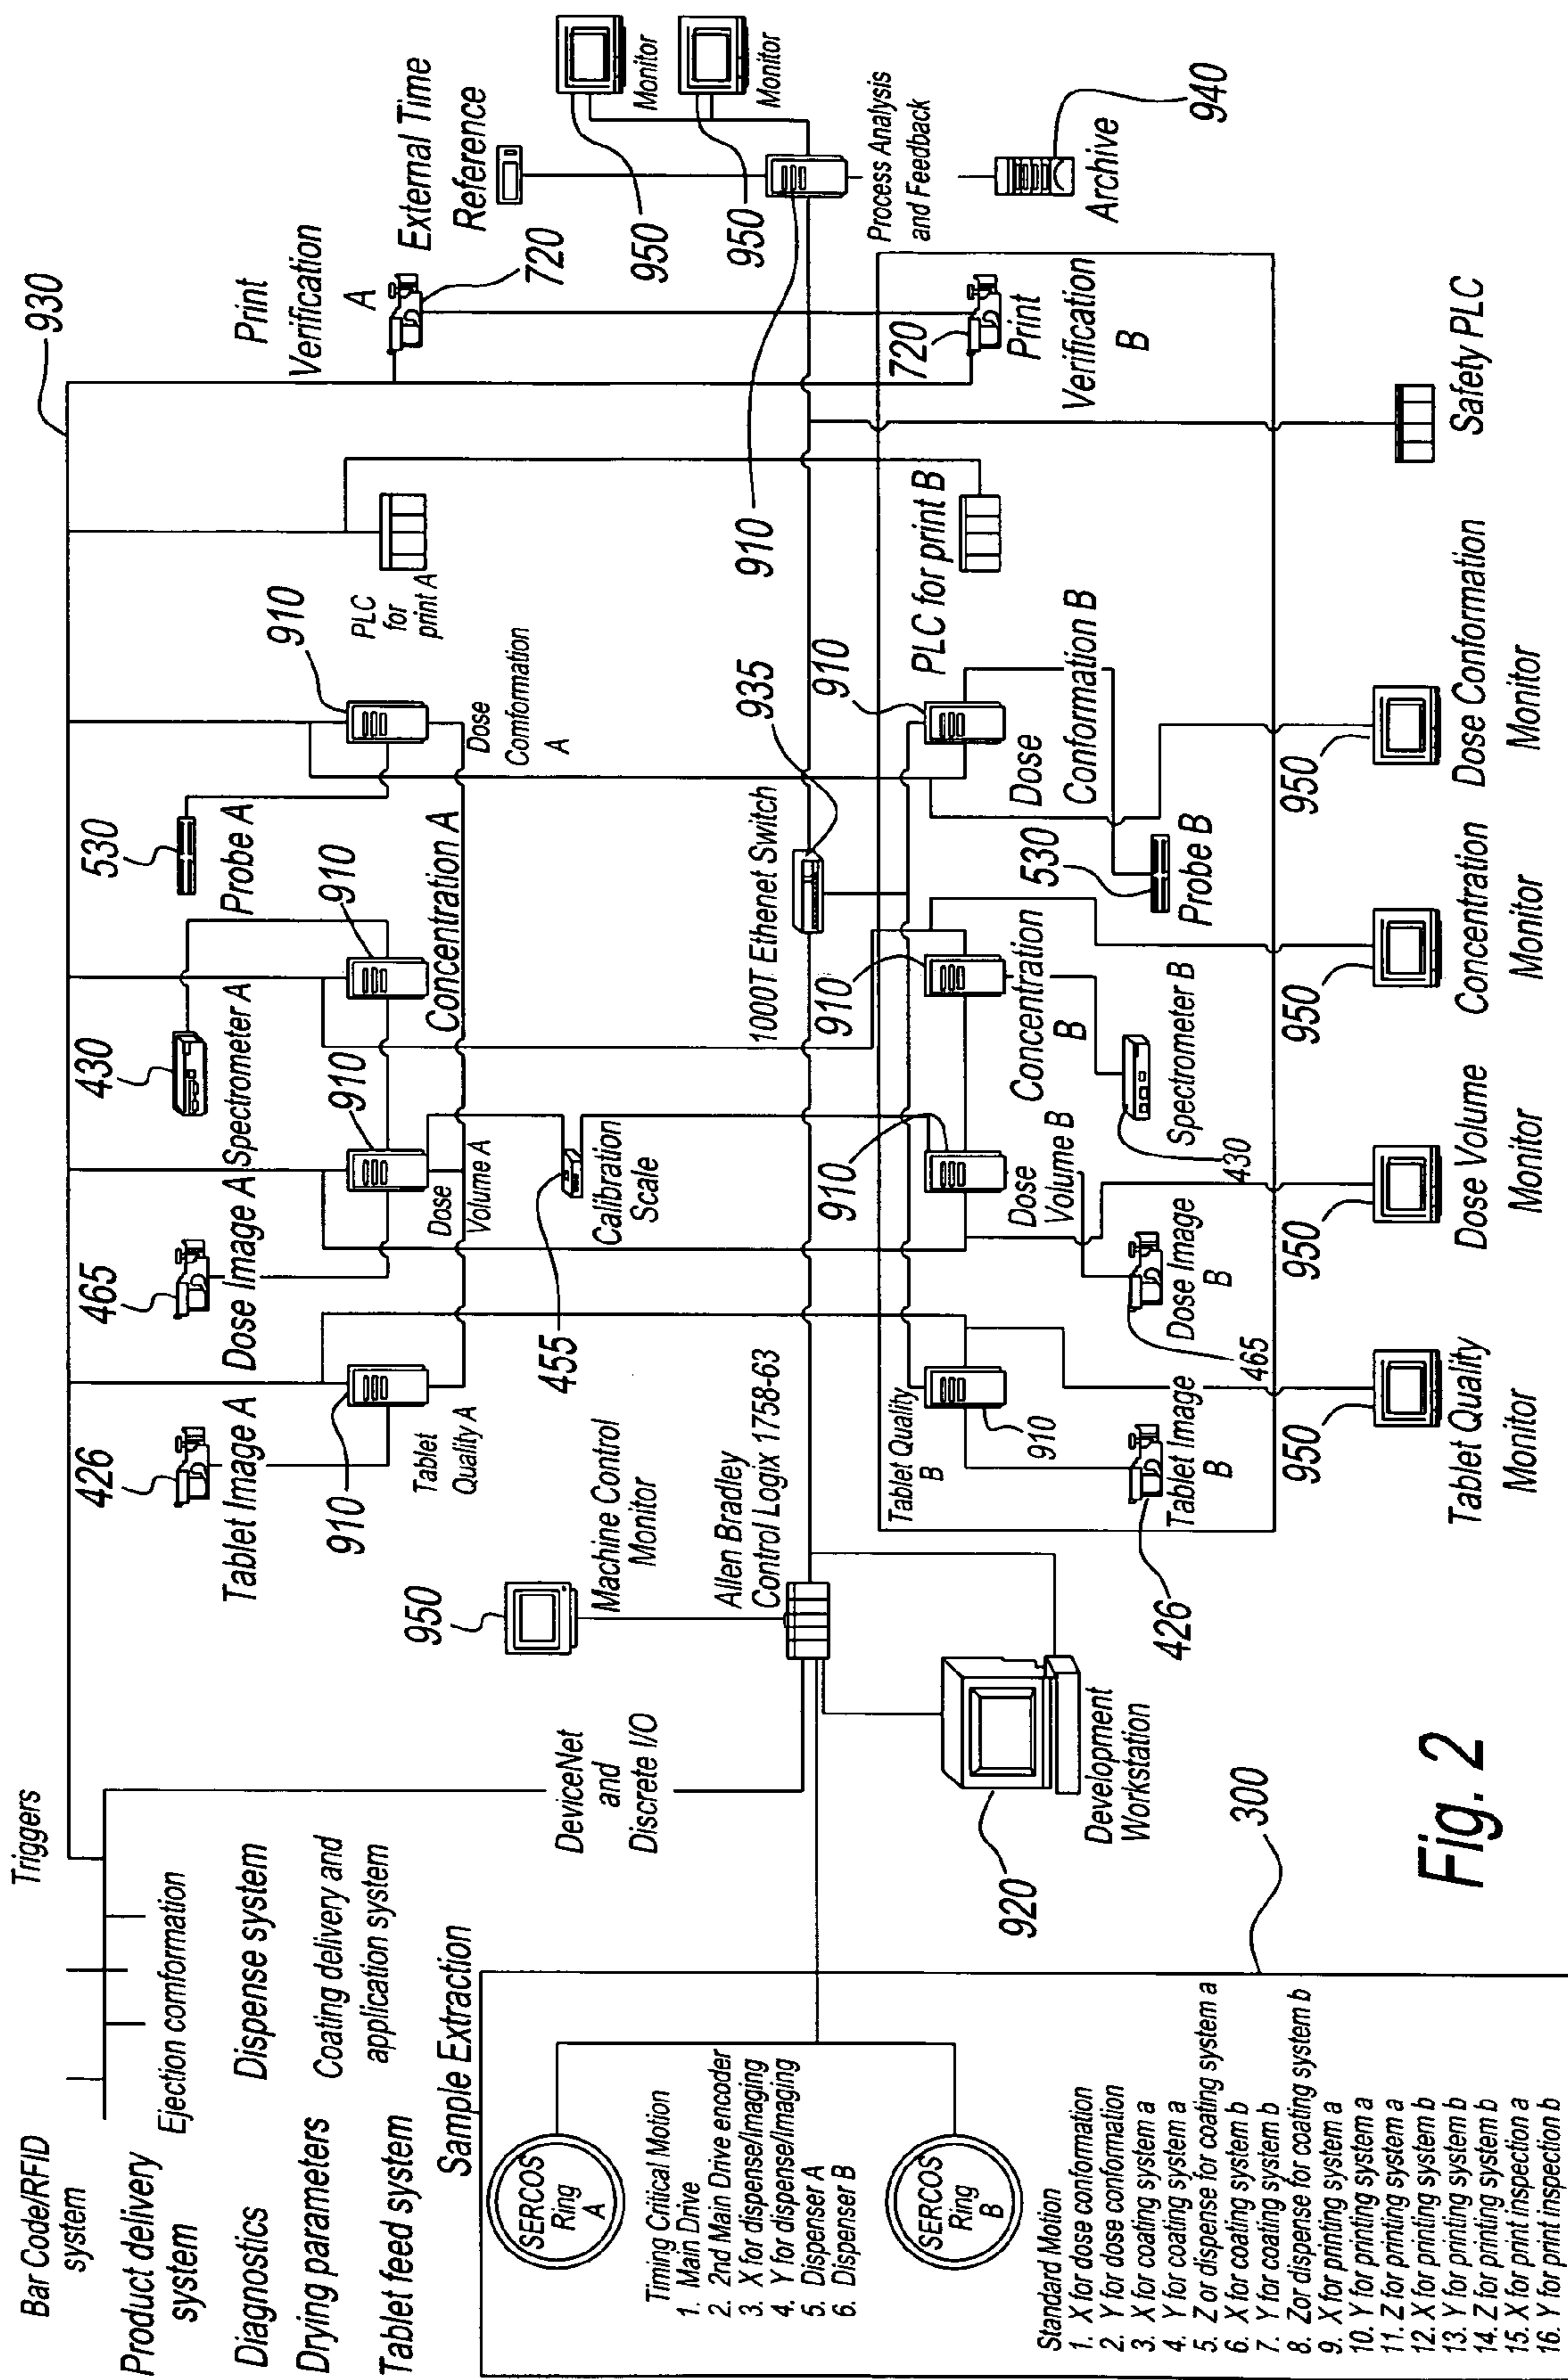 Bar Code/RFID
system
Triggers
Product delivery
system
Ejection comformation
Diagnostics
Dispense system
Drying parameters
Coating delivery and
application system
Tablet feed system
Sample Extraction
SERCOS
Ring
A
Timing Critical Motion
1. Main Drive
2. 2nd Main Drive encoder
3. X for dispense/Imaging
4. Y for dispense/Imaging
5. Dispenser A
6. Dispenser B
SERCOS
Ring
B
Standard Motion
1. X for dose conformation
2. Y for dose conformation
3. X for coating system a
4. Y for coating system a
5. Z or dispense for coating system a
6. X for coating system b
7. Y for coating system b
8. Zor dispense for coating system b
9. X for printing system a
10. Y for printing system a
11. Z for printing system a
12. X for printing system b
13. Y for printing system b
14. Z for printing system b
15. X for print inspection a
16. Y for print inspection b
300
DeviceNet
and
Discrete I/O
950
Machine Control
Monitor
Allen Bradley
Control Logix 1758-63
920
Development
Workstation
930
426
Tablet Image A
910
Tablet
Quality A
465
Dose Image A
910
Dose
Volume A
455
Calibration
Scale
430
Spectrometer A
910
Concentration A
530
Probe A
910
Dose
Comformation
A
PLC
for
print A
Print
Verification
A
720
External Time
Reference
950
Monitor
950
Monitor
910
Process Analysis
and Feedback
940
Archive
1000T Ethenet Switch
935
Tablet Quality
B
910
426
Tablet Image
B
910
Dose
Volume B
465
Dose Image
B
910
Concentration
B
430
Spectrometer B
910
Dose
Conformation B
530
Probe B
PLC for print B
720
Print
Verification
B
950
Tablet Quality
Monitor
950
Dose Volume
Monitor
950
Concentration
Monitor
950
Dose Conformation
Monitor
Safety PLC
Fig. 2